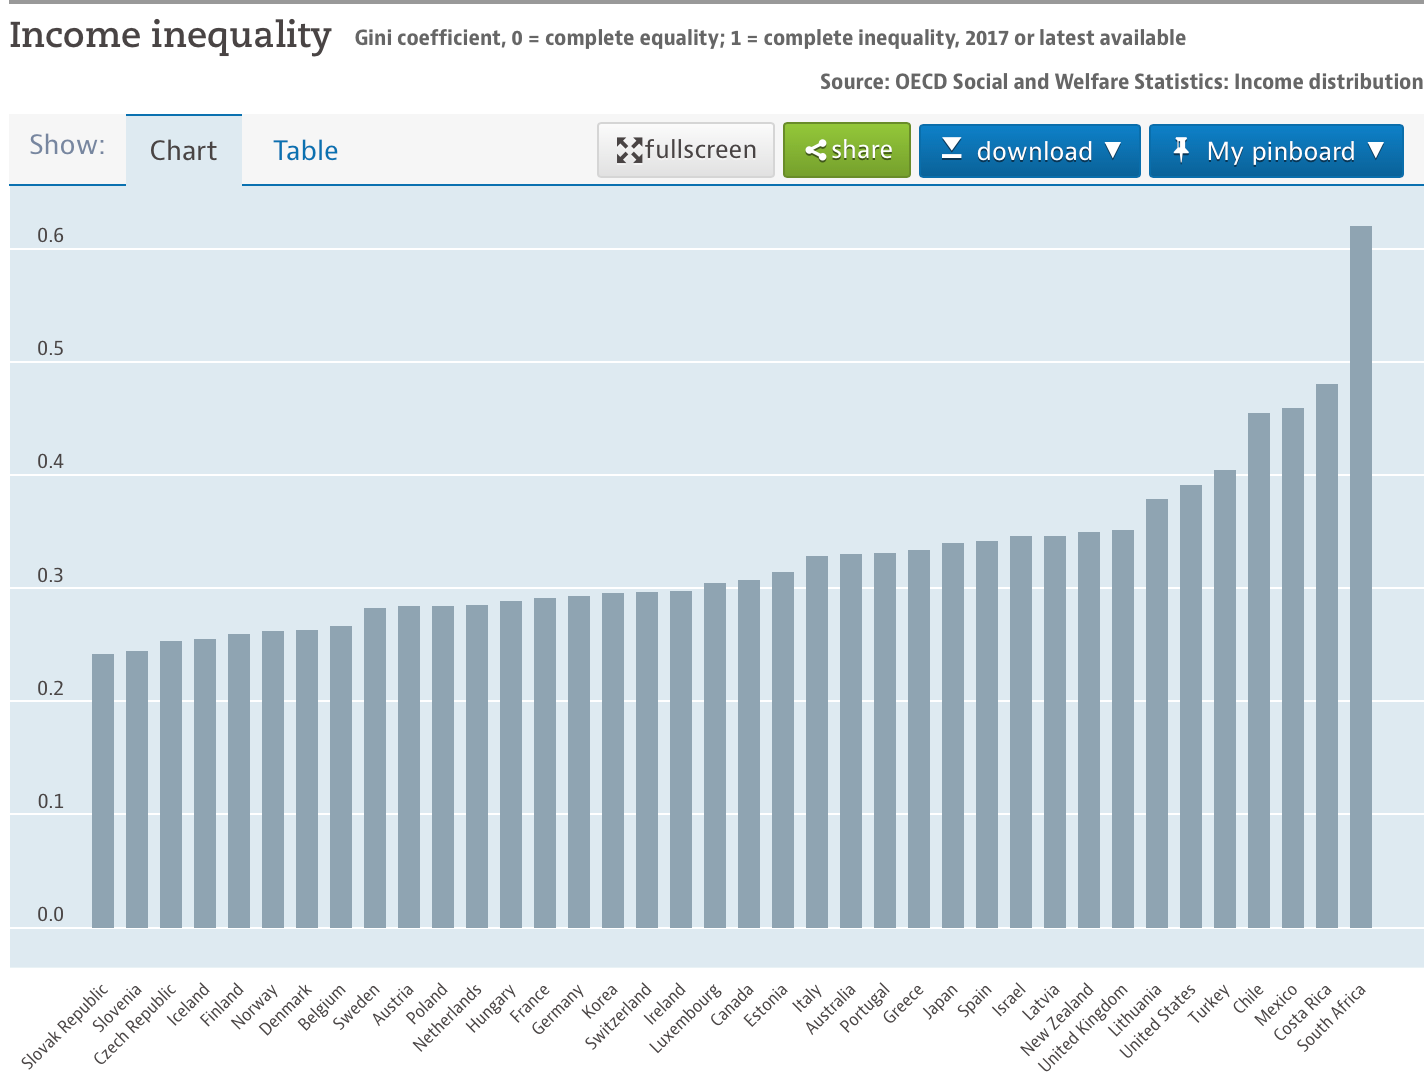 Income inequality Gini coefficient, 0 = complete equality; 1 = complete inequality, 2017 or latest available
Source: OECD Social and Welfare Statistics: Income distribution
Show: Chart Table fullscreen share download ▼ My pinboard ▼
0.6
0.5
0.4
0.3
0.2
0.1
0.0
Slovak Republic
Slovenia
Czech Republic
Iceland
Finland
Norway
Denmark
Belgium
Sweden
Austria
Poland
Netherlands
Hungary
France
Germany
Korea
Switzerland
Ireland
Luxembourg
Canada
Estonia
Italy
Australia
Portugal
Greece
Japan
Spain
Israel
Latvia
New Zealand
United Kingdom
Lithuania
United States
Turkey
Chile
Mexico
Costa Rica
South Africa